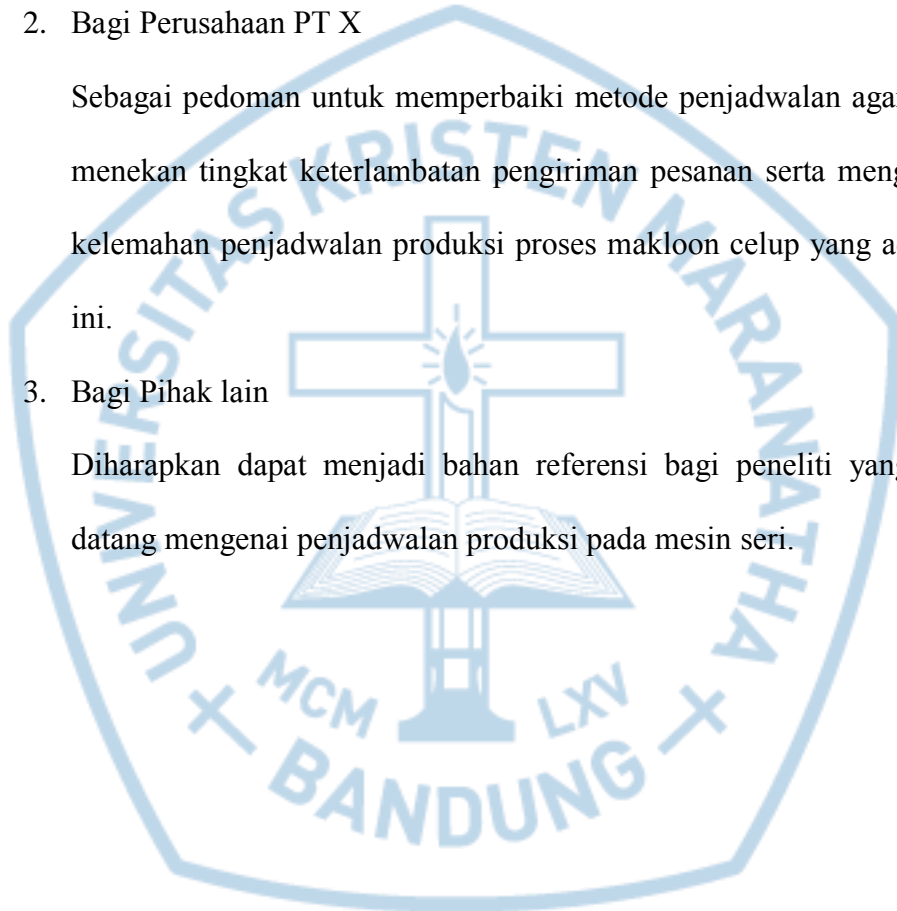 2. Bagi Perusahaan PT X
Sebagai pedoman untuk memperbaiki metode penjadwalan agar
menekan tingkat keterlambatan pengiriman pesanan serta meng
kelemahan penjadwalan produksi proses makloon celup yang a
ini.
3. Bagi Pihak lain
Diharapkan dapat menjadi bahan referensi bagi peneliti yang
datang mengenai penjadwalan produksi pada mesin seri.
UNIVERSITAS KRISTEN MARANATHA
MCM LXV
BANDUNG